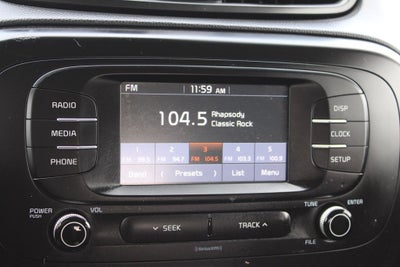 FM 11:59 AM
RADIO
MEDIA
PHONE
104.5 Rhapsody
Classic Rock
1 2 3 4 5
FM 99.5 FM 94.7 FM 104.5 FM 103.3 FM 100.9
Band ( Presets ) List Menu
DISP
CLOCK
SETUP
POWER
PUSH
VOL
SEEK
TRACK
TUNE
ENTER
FILE
SiriusXM